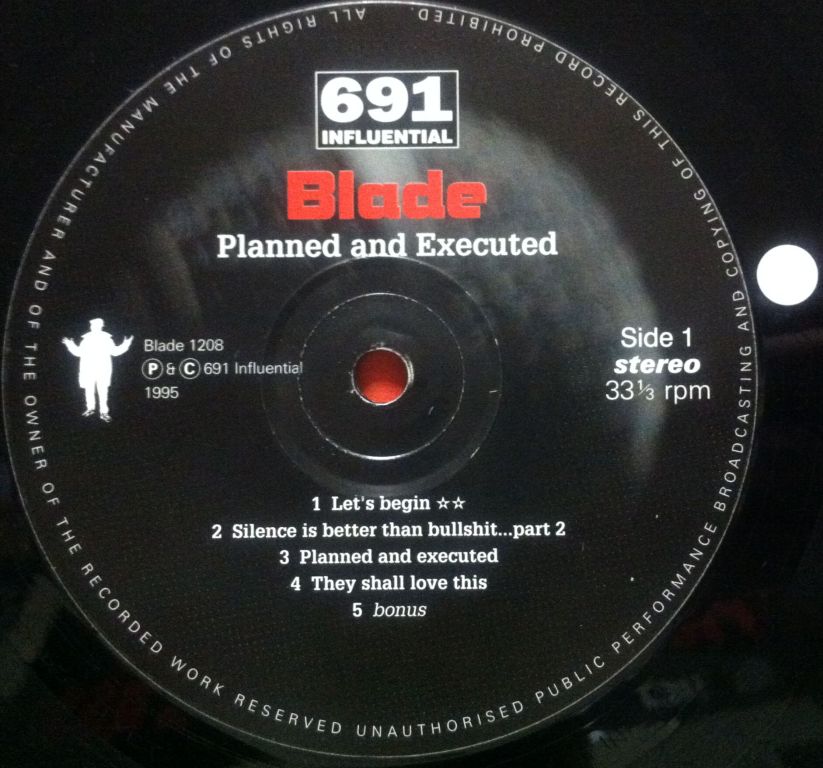 691
INFLUENTIAL
Blade
Planned and Executed
Blade 1208
Ⓟ & Ⓒ 691 Influential
1995
Side 1
stereo
33⅓ rpm
1 Let's begin ☆☆
2 Silence is better than bullshit...part 2
3 Planned and executed
4 They shall love this
5 bonus
ALL RIGHTS OF THE MANUFACTURER AND OF THE OWNER OF THE RECORDED WORK RESERVED UNAUTHORISED PUBLIC PERFORMANCE BROADCASTING AND COPYING OF THIS RECORD PROHIBITED.